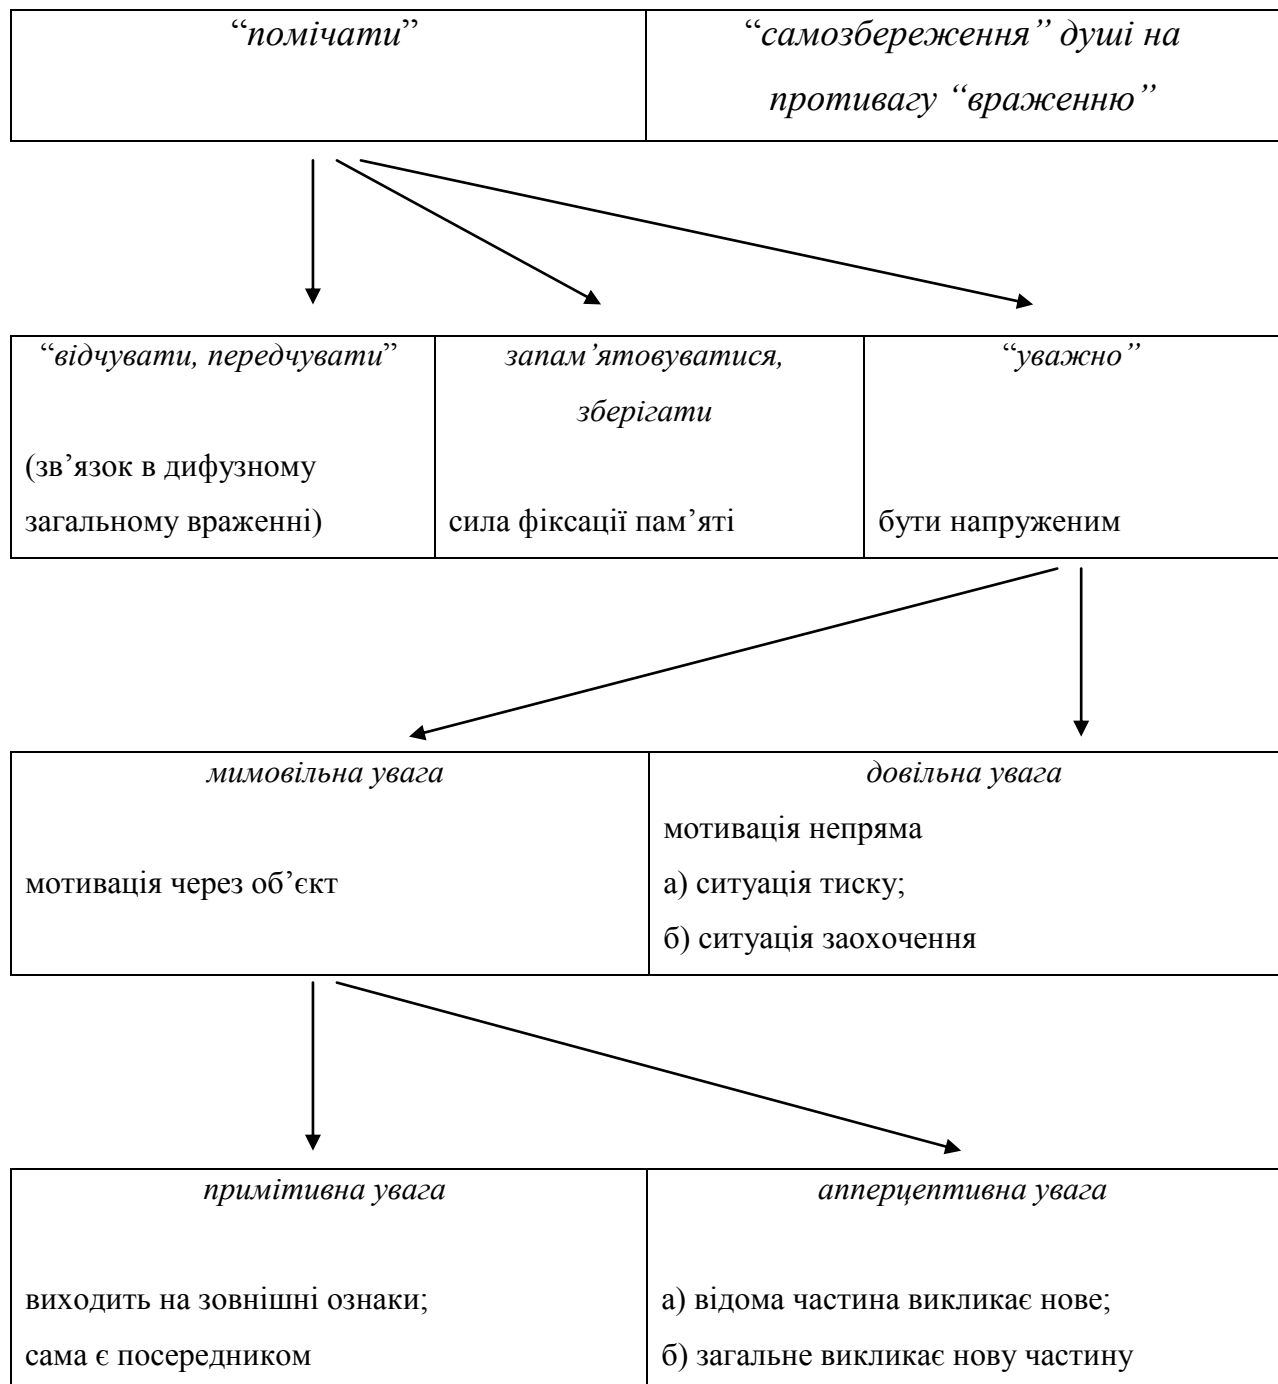 “помічати”
“самозбереження” душі на
противагу “враженню”
“відчувати, передчувати”
(зв’язок в дифузному
загальному враженні)
запам’ятовуватися,
зберігати
сила фіксації пам’яті
“уважно”
бути напруженим
мимовільна увага
мотивація через об’єкт
довільна увага
мотивація непряма
а) ситуація тиску;
б) ситуація заохочення
примітивна увага
виходить на зовнішні ознаки;
сама є посередником
апперцептивна увага
а) відома частина викликає нове;
б) загальне викликає нову частину